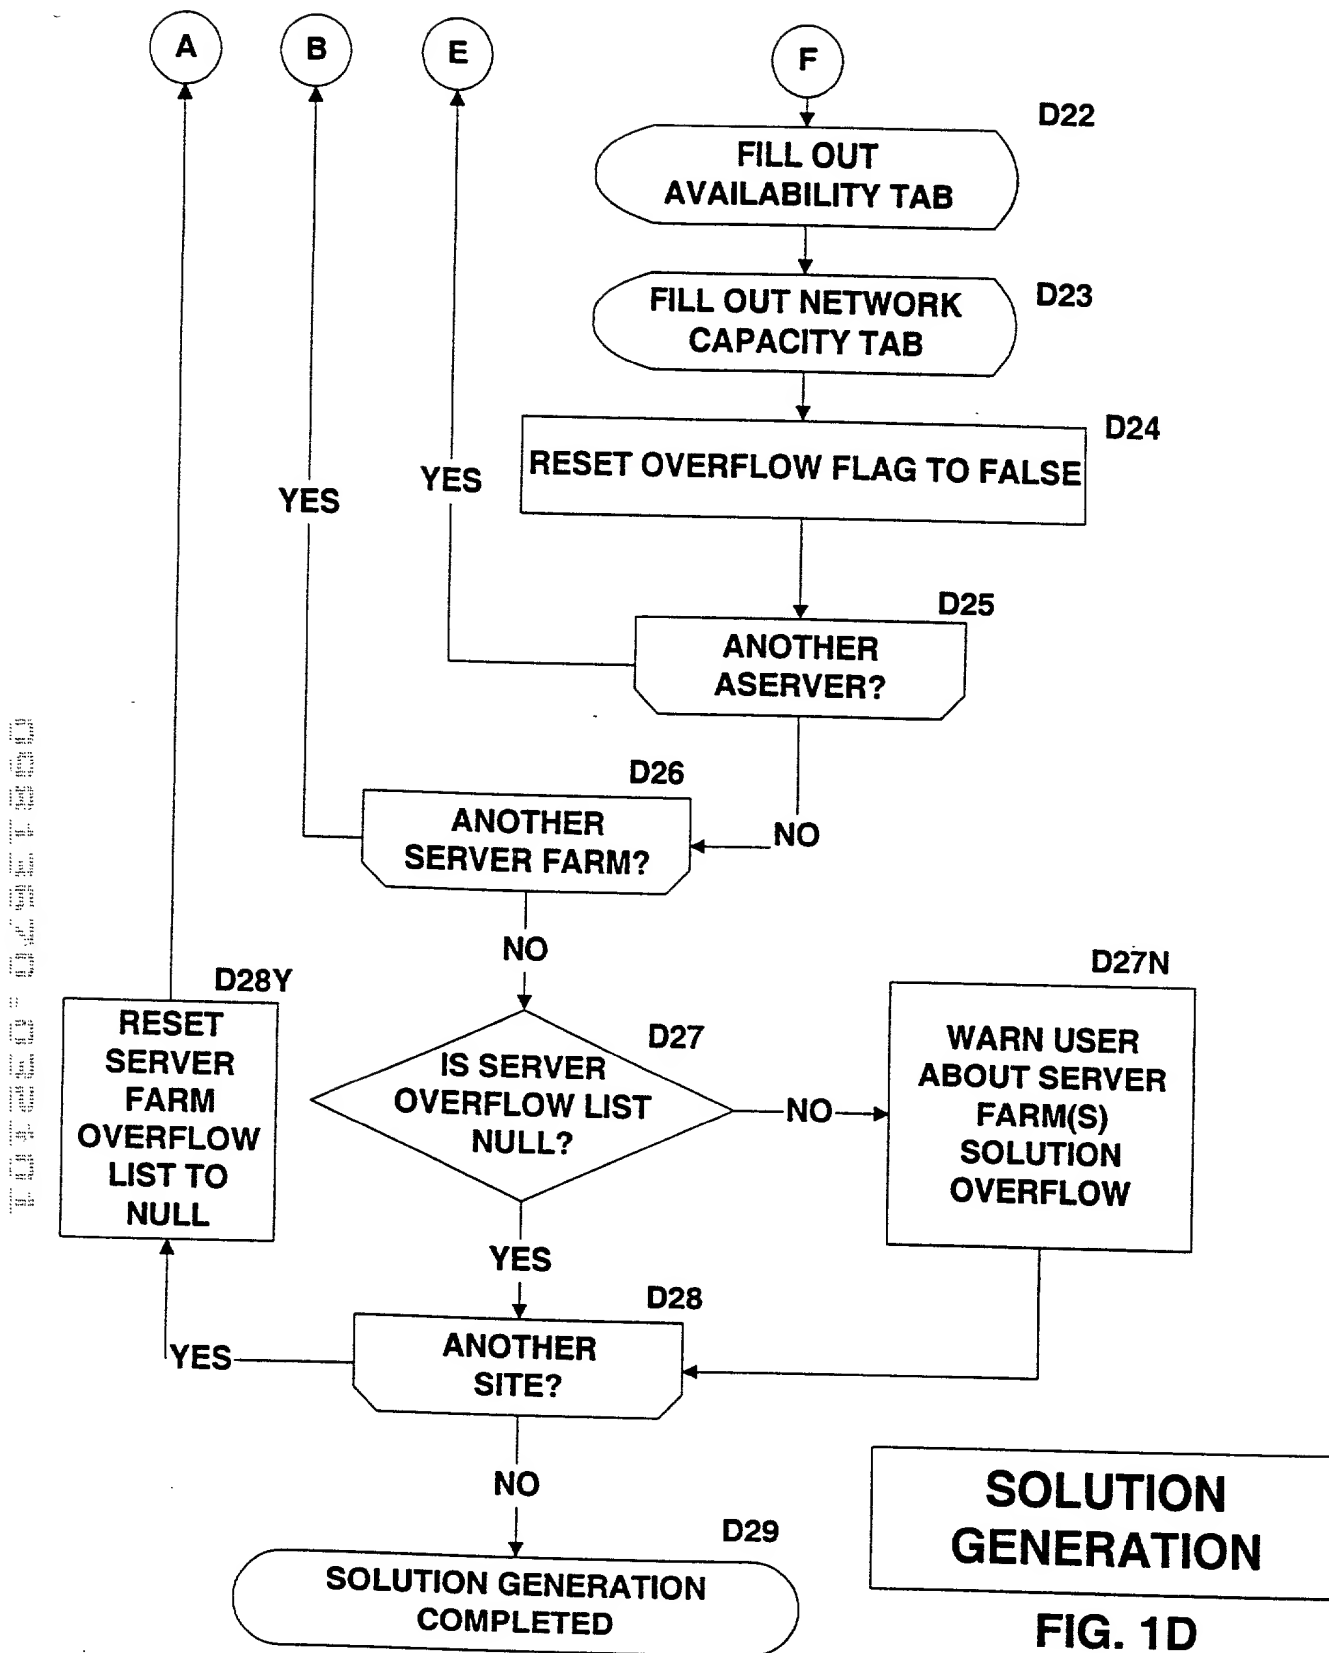 A
B
E
F
D22
FILL OUT
AVAILABILITY TAB
D23
FILL OUT NETWORK
CAPACITY TAB
D24
RESET OVERFLOW FLAG TO FALSE
YES
YES
D25
ANOTHER
ASERVER?
D26
ANOTHER
SERVER FARM?
NO
NO
D28Y
RESET
SERVER
FARM
OVERFLOW
LIST TO
NULL
D27
IS SERVER
OVERFLOW LIST
NULL?
NO
D27N
WARN USER
ABOUT SERVER
FARM(S)
SOLUTION
OVERFLOW
YES
D28
ANOTHER
SITE?
YES
NO
D29
SOLUTION GENERATION
COMPLETED
SOLUTION
GENERATION
FIG. 1D